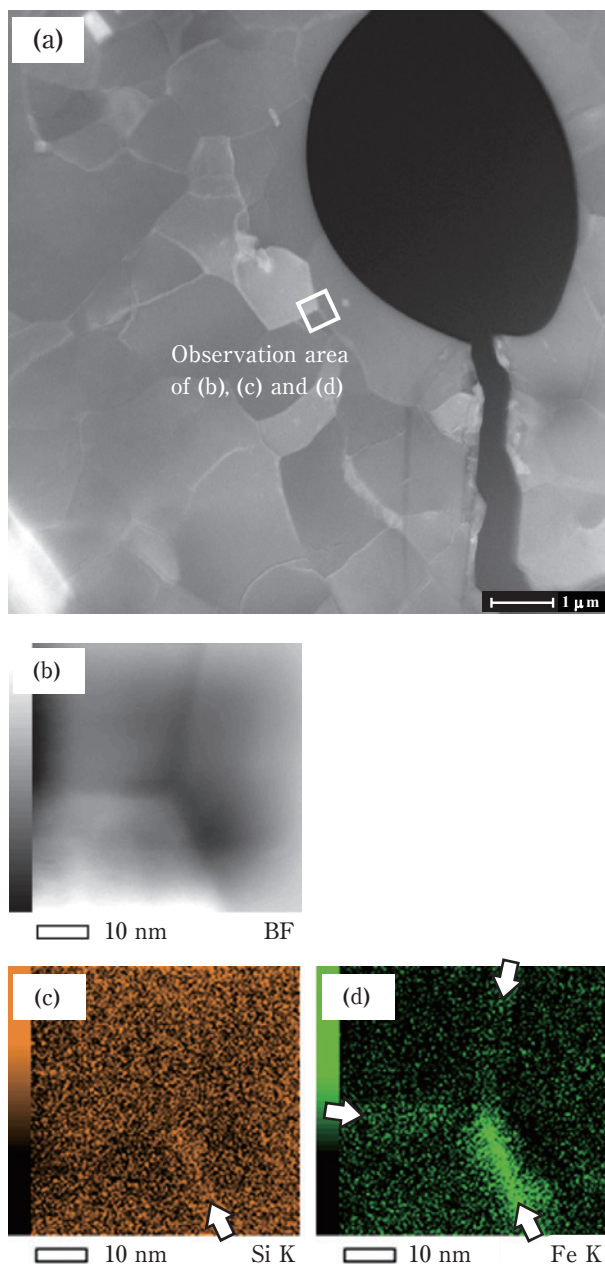 (a)
Observation area
of (b), (c) and (d)
1 μm
(b)
10 nm BF
(c)
10 nm Si K
(d)
10 nm Fe K